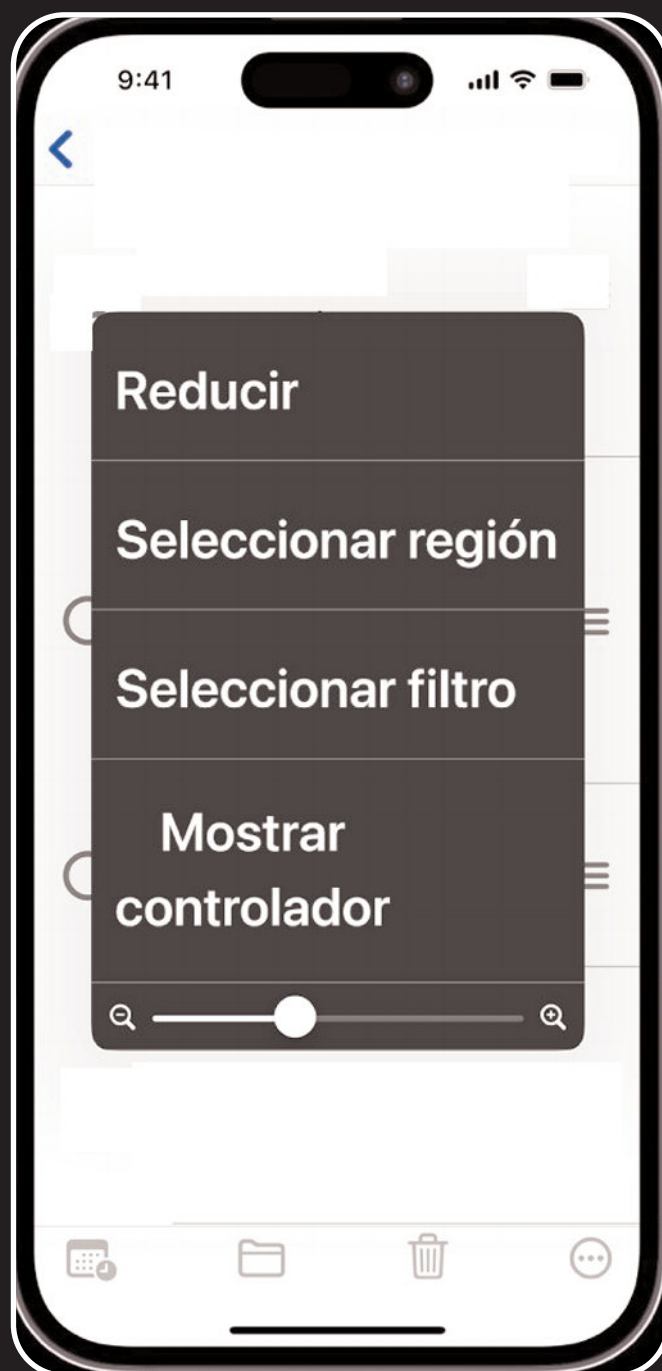 9:41
Reducir
Seleccionar región
Seleccionar filtro
Mostrar
controlador